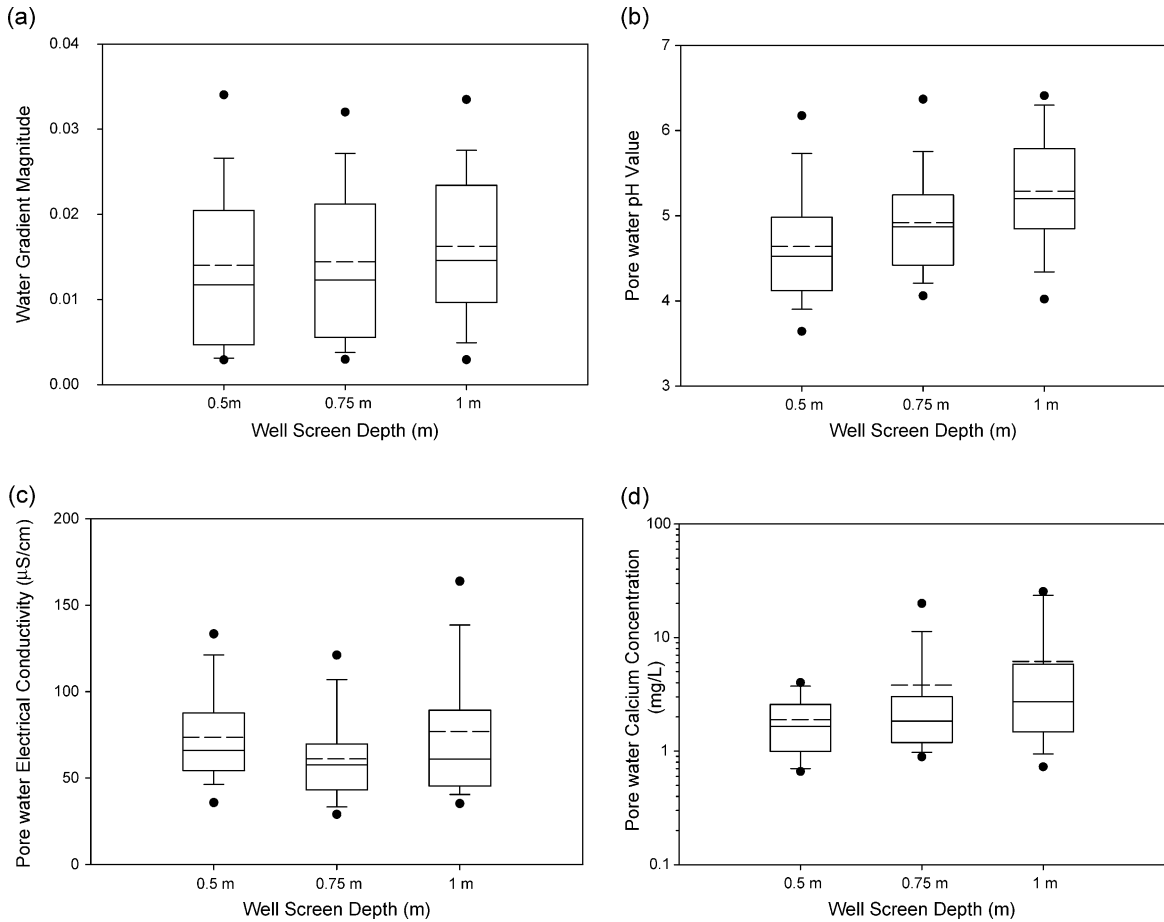 (a)
Water Gradient Magnitude
0.04
0.03
0.02
0.01
0.00
0.5m
0.75 m
1 m
Well Screen Depth (m)
(b)
Pore water pH Value
7
6
5
4
3
0.5 m
0.75 m
1 m
Well Screen Depth (m)
(c)
Pore water Electrical Conductivity (µS/cm)
200
150
100
50
0
0.5 m
0.75 m
1 m
Well Screen Depth (m)
(d)
Pore water Calcium Concentration
(mg/L)
100
10
1
0.1
0.5 m
0.75 m
1 m
Well Screen Depth (m)